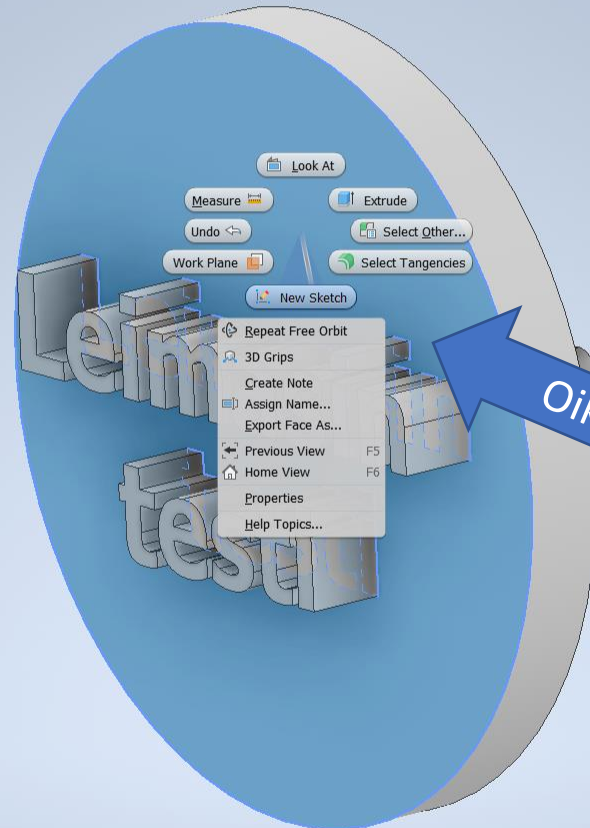 Look At
Measure
Extrude
Undo
Select Other...
Work Plane
Select Tangencies
New Sketch
Repeat Free Orbit
3D Grips
Create Note
Assign Name...
Export Face As...
Previous View F5
Home View F6
Properties
Help Topics...
testi